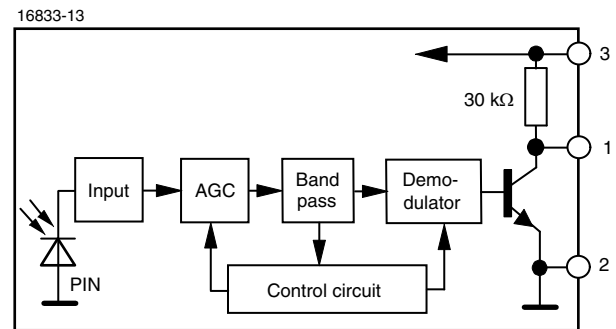 16833-13
3
30 kΩ
1
Input
AGC
Band
pass
Demo-
dulator
2
PIN
Control circuit